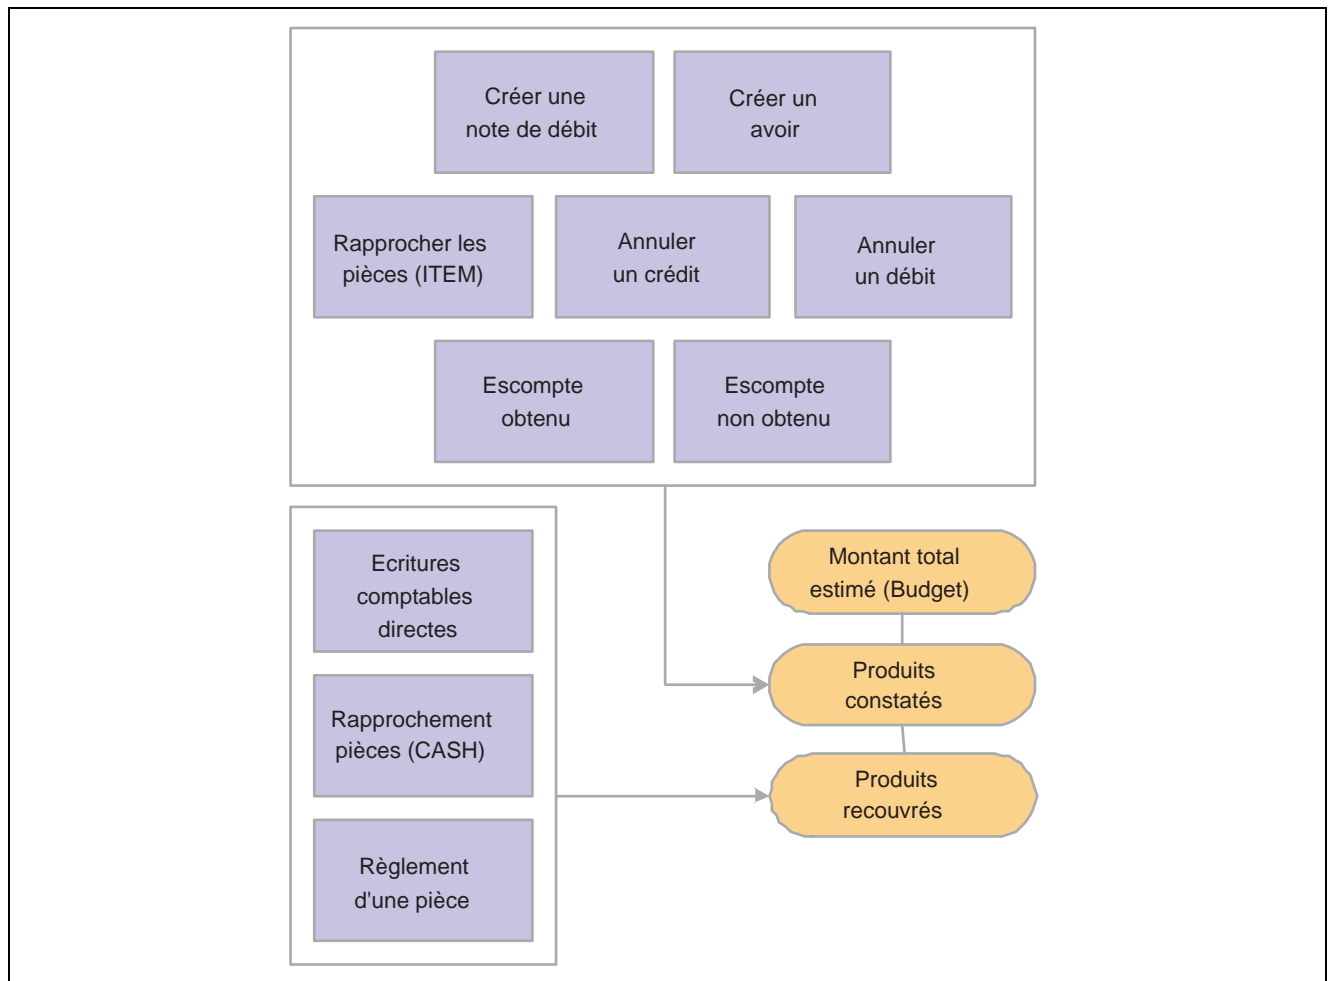 Créer une
note de débit
Créer un
avoir
Rapprocher les
pièces (ITEM)
Annuler
un crédit
Annuler
un débit
Escompte
obtenu
Escompte
non obtenu
Ecritures
comptables
directes
Rapprochement
pièces (CASH)
Règlement
d'une pièce
Montant total
estimé (Budget)
Produits
constatés
Produits
recouvrés